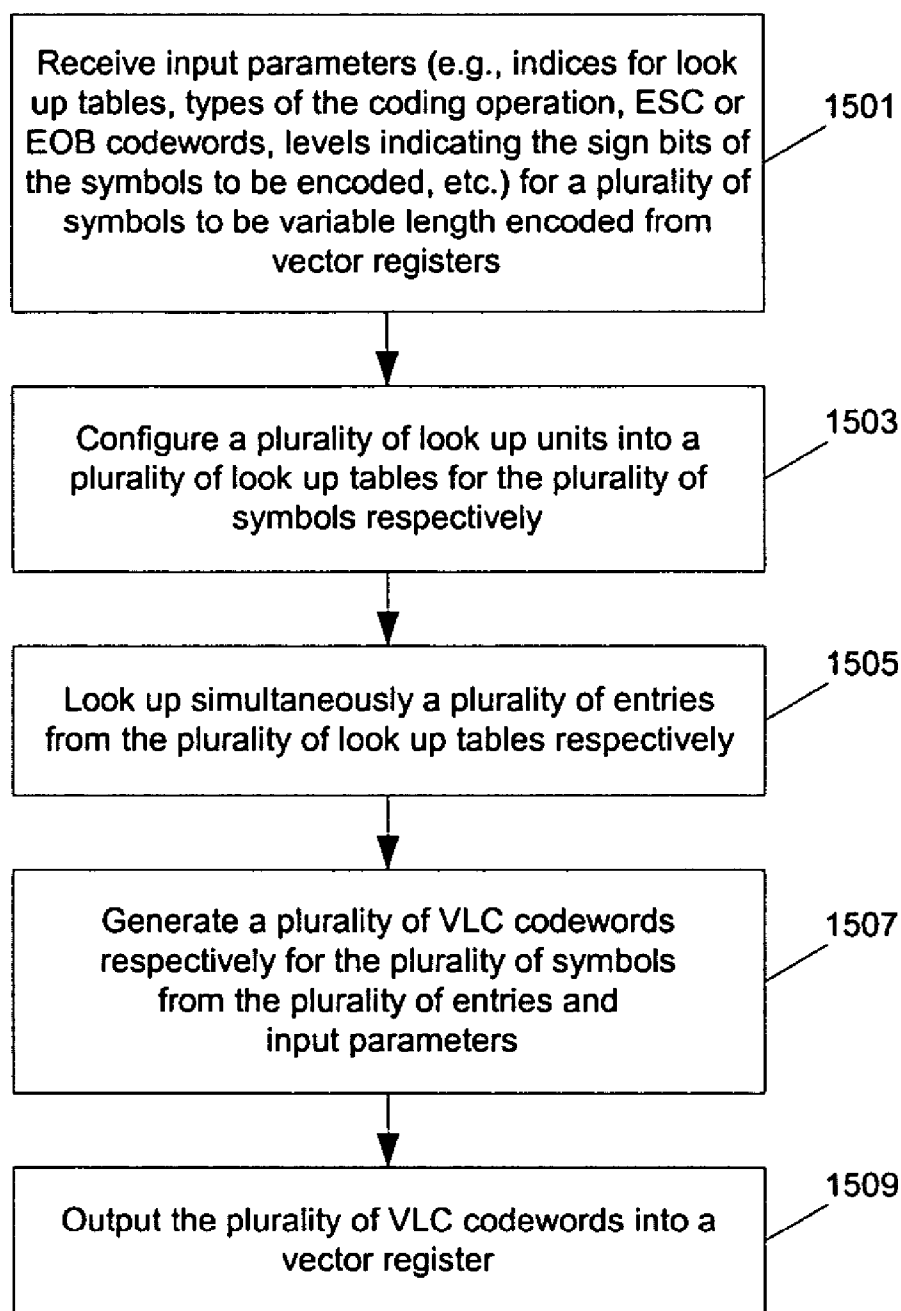 Receive input parameters (e.g., indices for look
up tables, types of the coding operation, ESC or
EOB codewords, levels indicating the sign bits of
the symbols to be encoded, etc.) for a plurality of
symbols to be variable length encoded from
vector registers
1501
Configure a plurality of look up units into a
plurality of look up tables for the plurality of
symbols respectively
1503
Look up simultaneously a plurality of entries
from the plurality of look up tables respectively
1505
Generate a plurality of VLC codewords
respectively for the plurality of symbols
from the plurality of entries and
input parameters
1507
Output the plurality of VLC codewords into a
vector register
1509